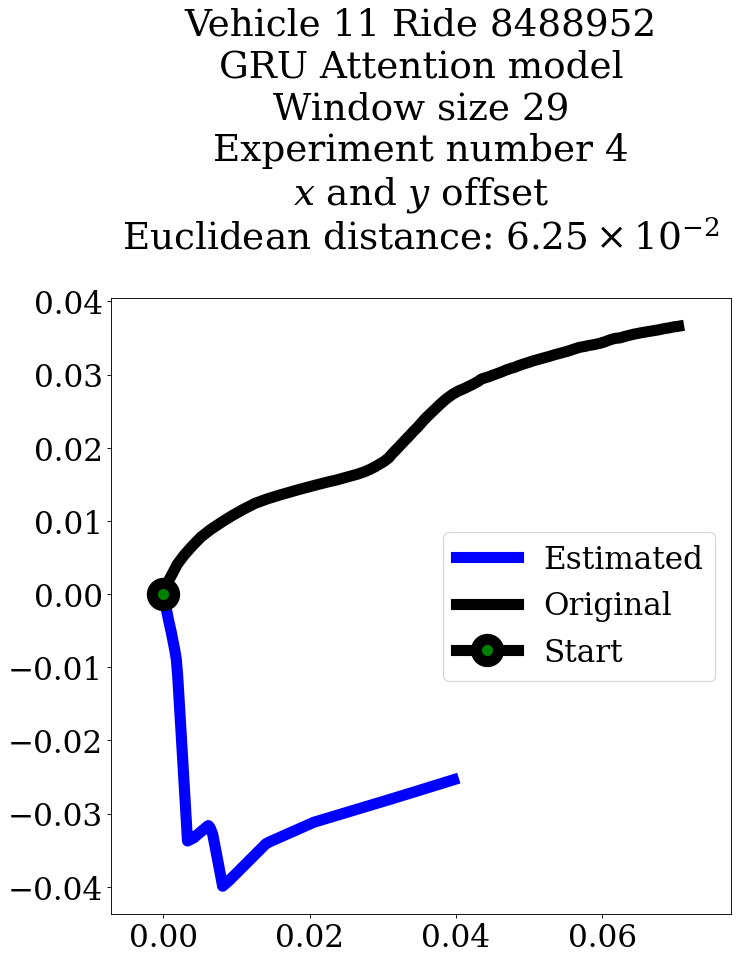 Vehicle 11 Ride 8488952
GRU Attention model
Window size 29
Experiment number 4
x and y offset
Euclidean distance: 6.25 × 10⁻²
0.04
0.03
0.02
0.01
0.00
−0.01
−0.02
−0.03
−0.04
Estimated
Original
Start
0.00 0.02 0.04 0.06